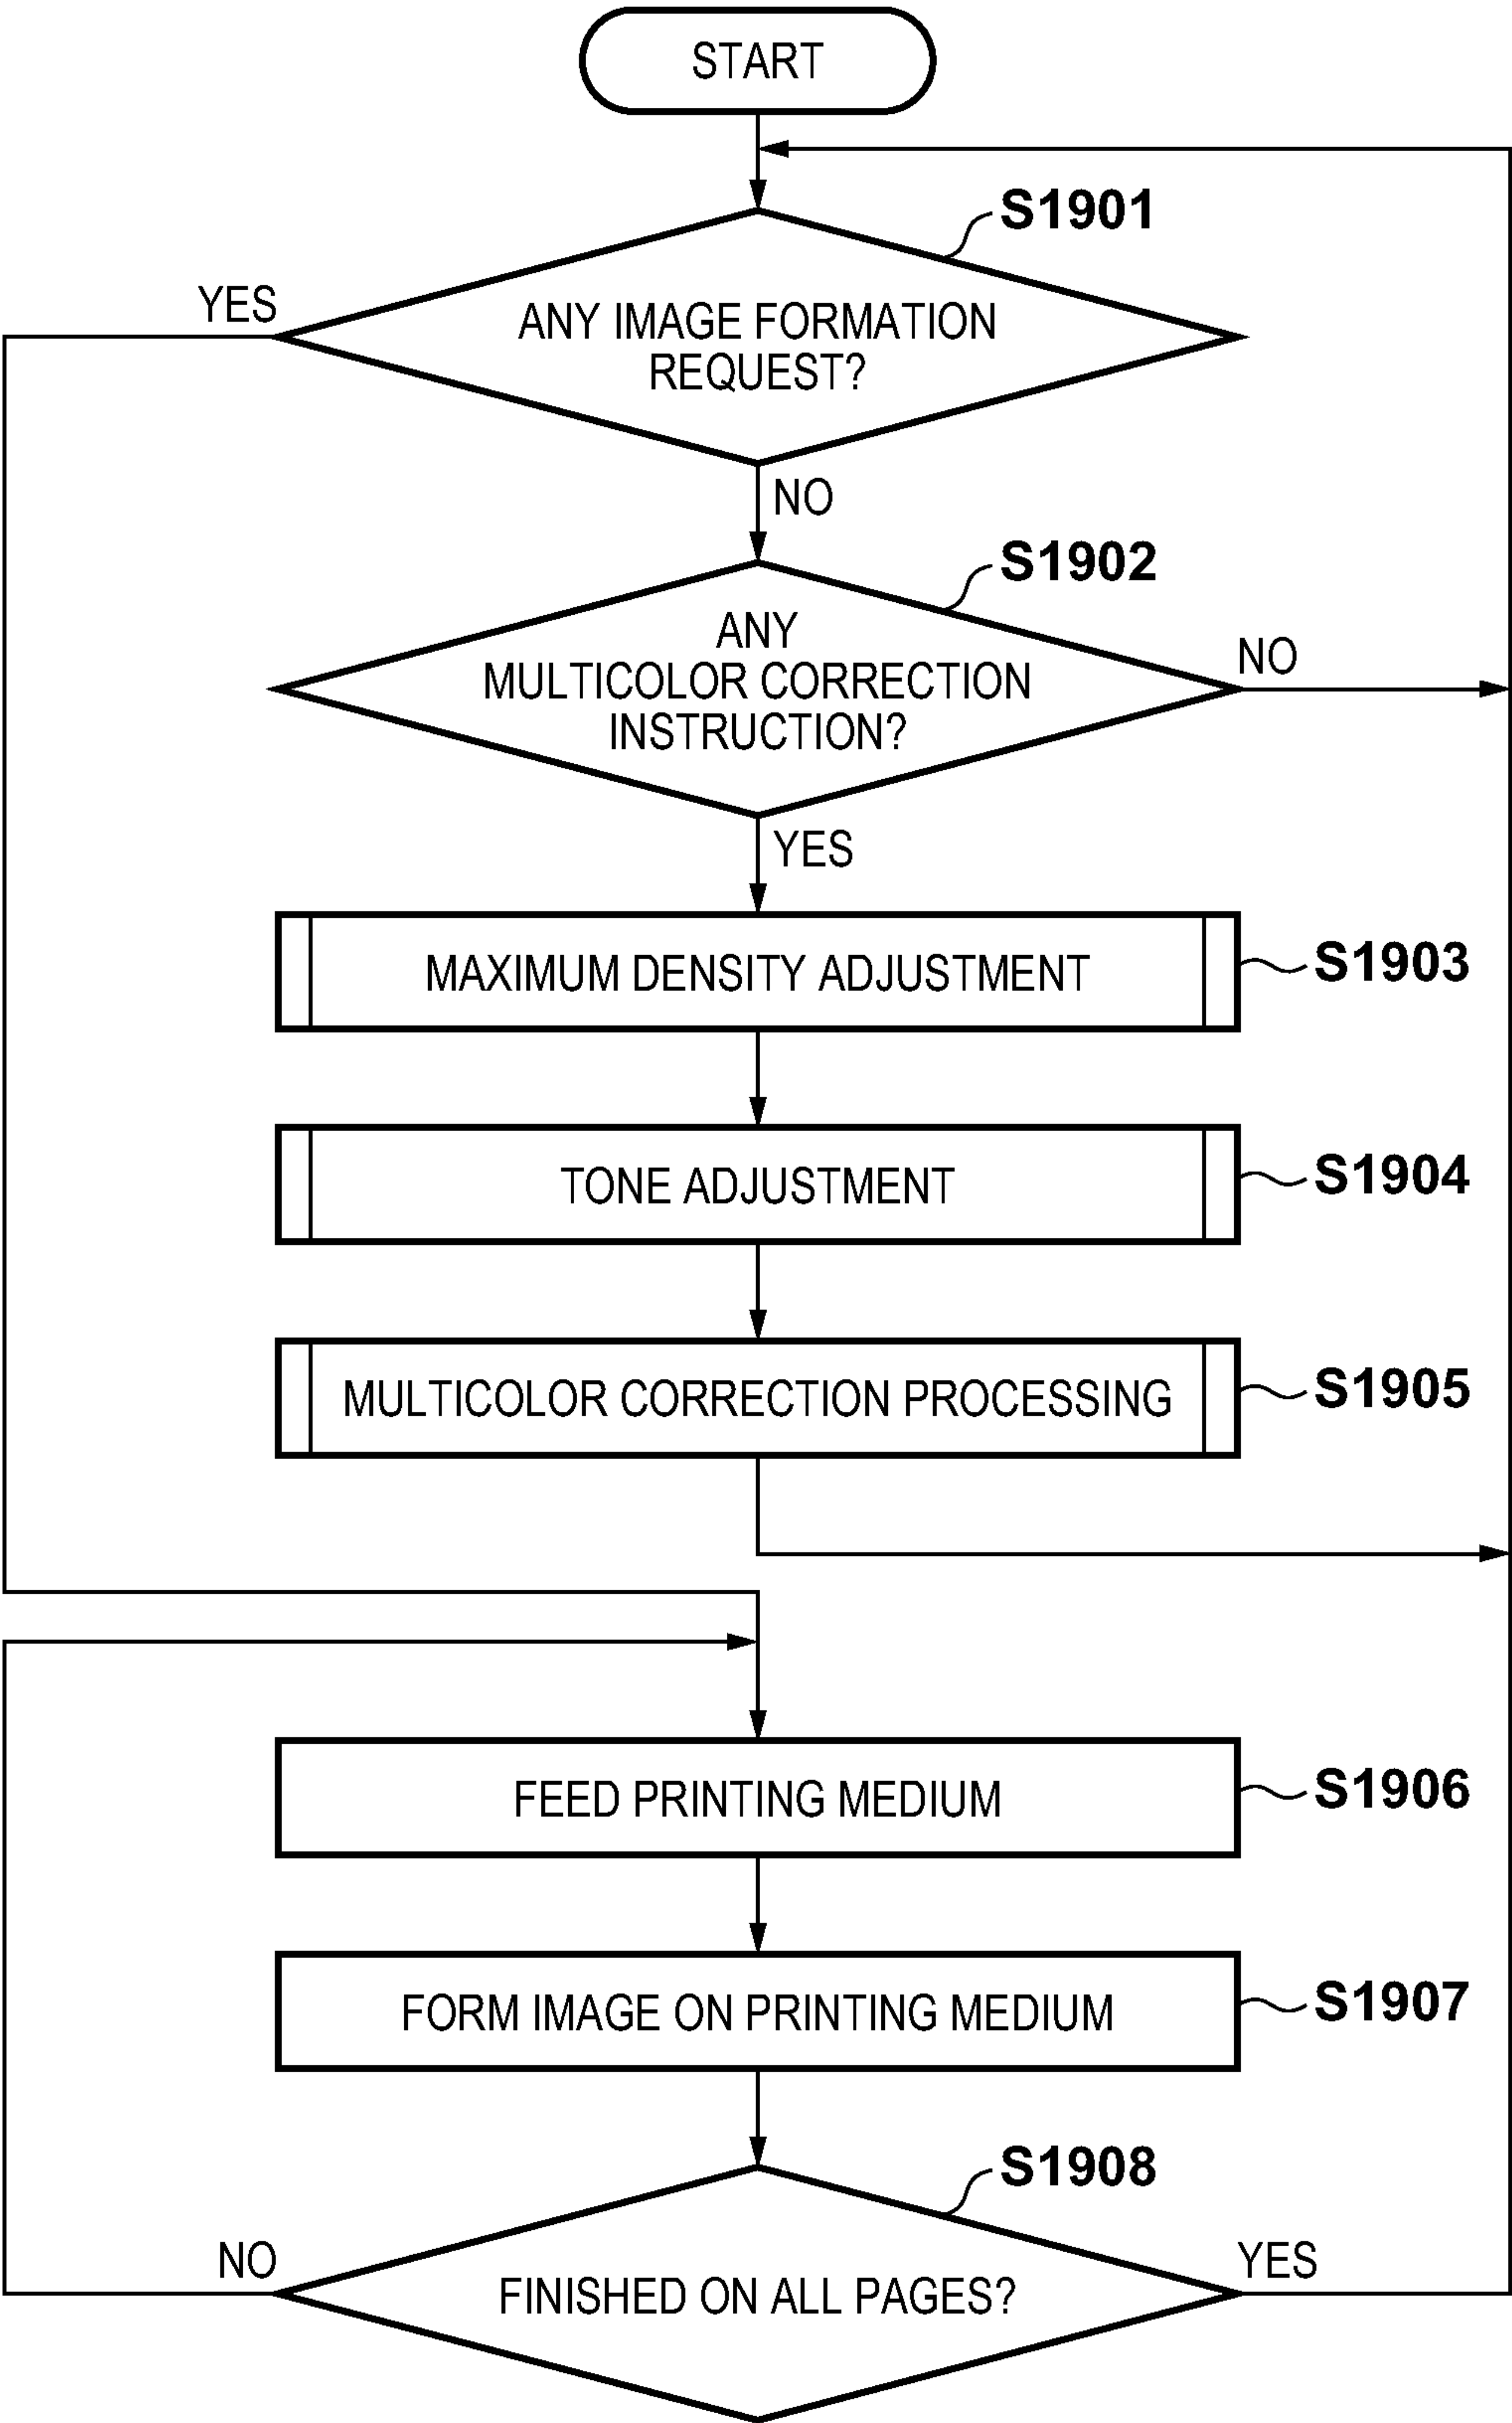 START
S1901
YES
ANY IMAGE FORMATION
REQUEST?
NO
S1902
ANY
MULTICOLOR CORRECTION
INSTRUCTION?
NO
YES
MAXIMUM DENSITY ADJUSTMENT
S1903
TONE ADJUSTMENT
S1904
MULTICOLOR CORRECTION PROCESSING
S1905
FEED PRINTING MEDIUM
S1906
FORM IMAGE ON PRINTING MEDIUM
S1907
S1908
NO
FINISHED ON ALL PAGES?
YES